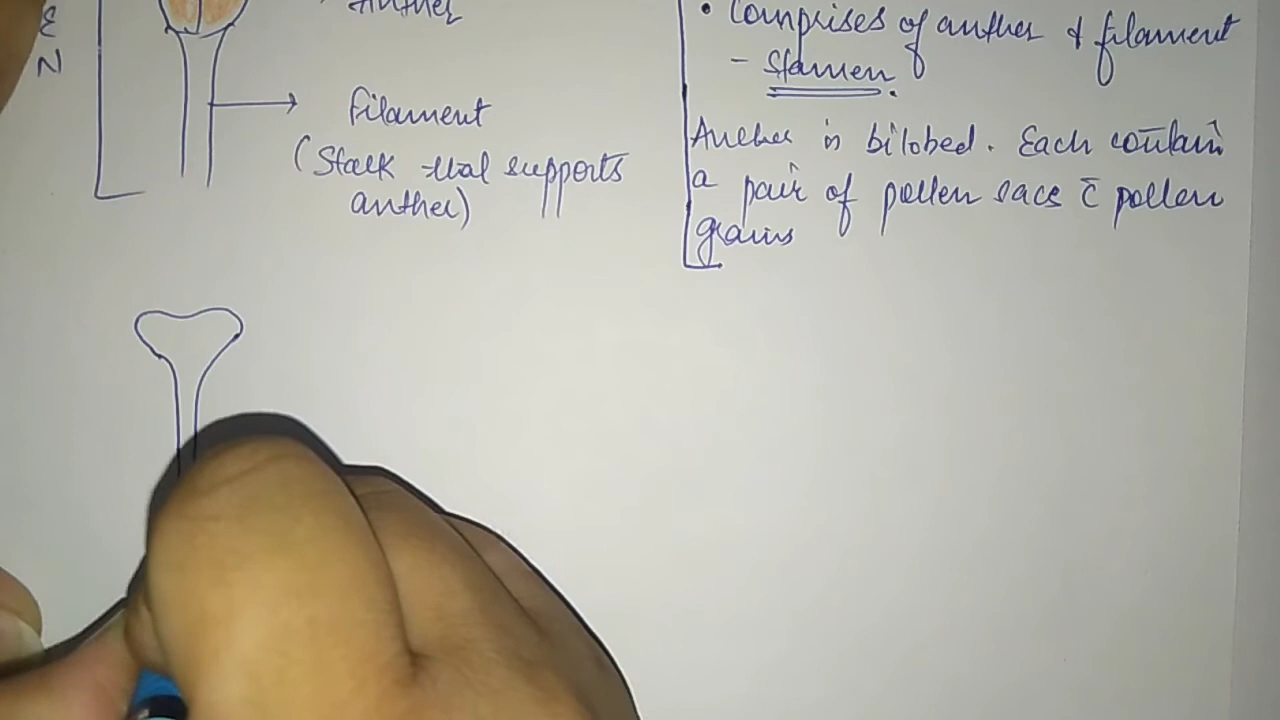 E
N
Anther
filament
(Stalk that supports
anther)
• Comprises of anther & filament
- Stamen.
Anther is bilobed. Each contain
a pair of pollen sacs c̄ pollen
grains